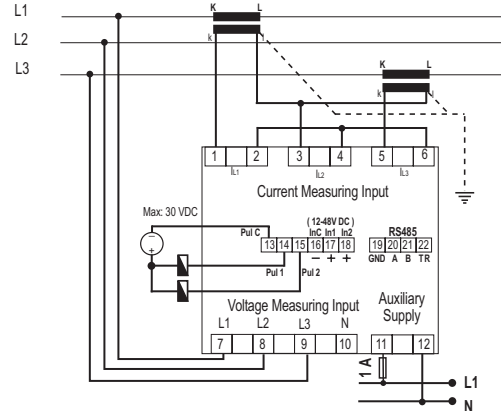 L1 K L
k l
L2
L3 K L
k l
1 2 3 4 5 6
IL1 IL2 IL3
Current Measuring Input
Max: 30 VDC
( 12-48V DC ) RS485
Pul C InC In1 In2
13 14 15 16 17 18 19 20 21 22
− + + GND A B TR
− +
Pul 1 Pul 2
Voltage Measuring Input Auxiliary Supply
L1 L2 L3 N
7 8 9 10 11 12
1 A
L1
N